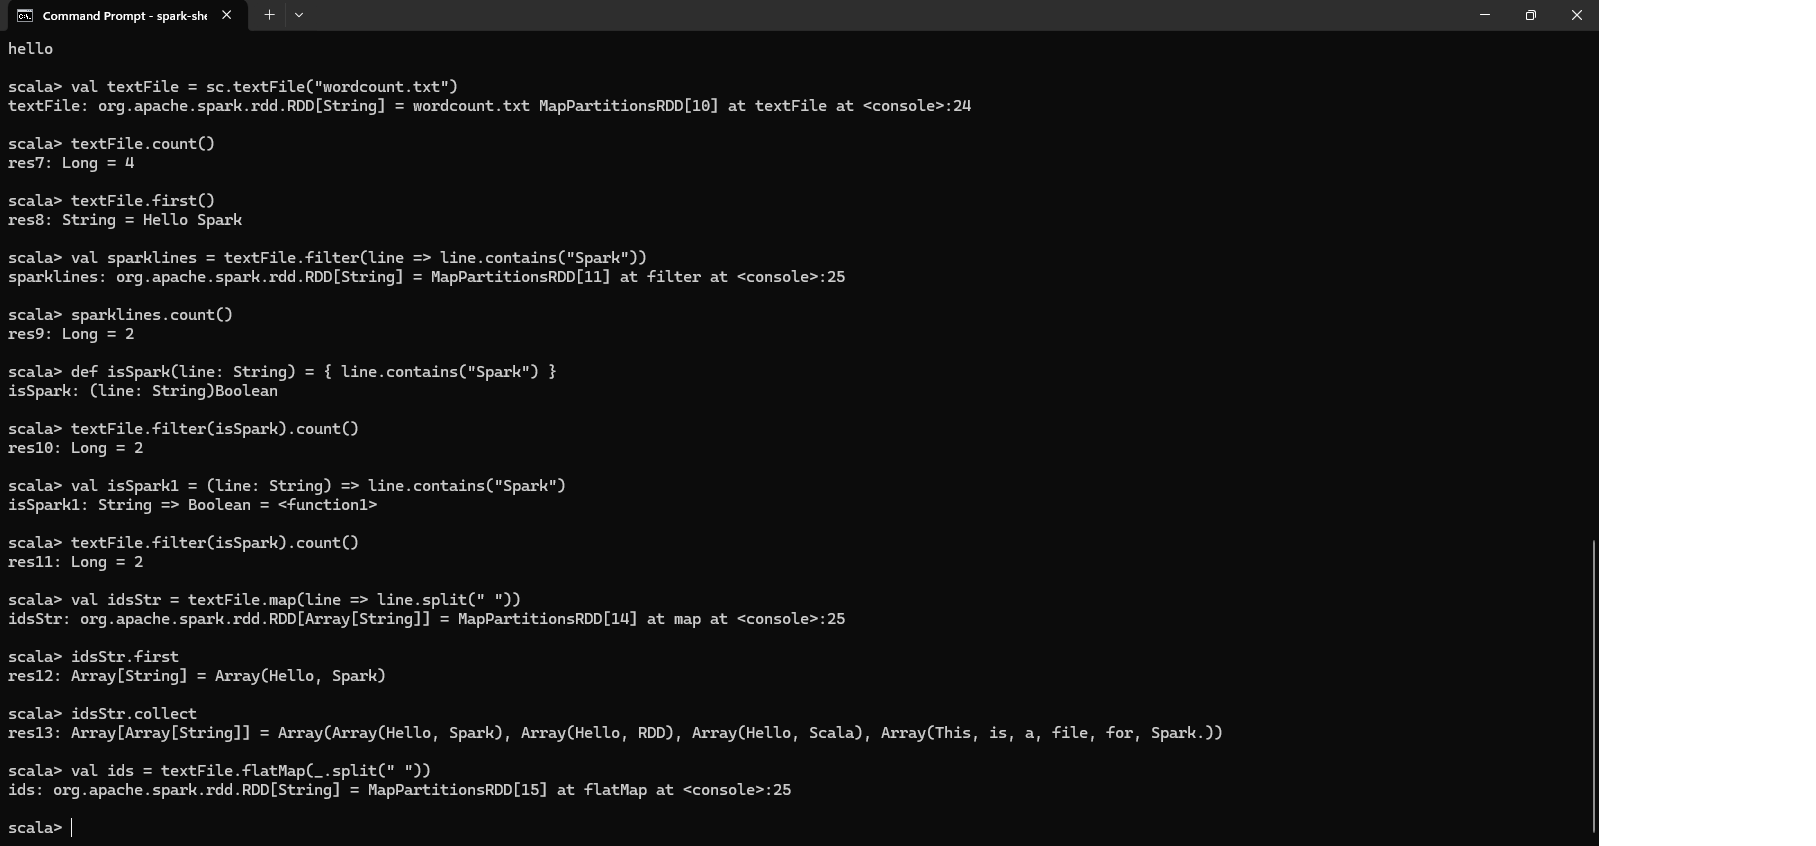 Command Prompt - spark-she
hello
scala> val textFile = sc.textFile("wordcount.txt")
textFile: org.apache.spark.rdd.RDD[String] = wordcount.txt MapPartitionsRDD[10] at textFile at <console>:24
scala> textFile.count()
res7: Long = 4
scala> textFile.first()
res8: String = Hello Spark
scala> val sparklines = textFile.filter(line => line.contains("Spark"))
sparklines: org.apache.spark.rdd.RDD[String] = MapPartitionsRDD[11] at filter at <console>:25
scala> sparklines.count()
res9: Long = 2
scala> def isSpark(line: String) = { line.contains("Spark") }
isSpark: (line: String)Boolean
scala> textFile.filter(isSpark).count()
res10: Long = 2
scala> val isSpark1 = (line: String) => line.contains("Spark")
isSpark1: String => Boolean = <function1>
scala> textFile.filter(isSpark).count()
res11: Long = 2
scala> val idsStr = textFile.map(line => line.split(" "))
idsStr: org.apache.spark.rdd.RDD[Array[String]] = MapPartitionsRDD[14] at map at <console>:25
scala> idsStr.first
res12: Array[String] = Array(Hello, Spark)
scala> idsStr.collect
res13: Array[Array[String]] = Array(Array(Hello, Spark), Array(Hello, RDD), Array(Hello, Scala), Array(This, is, a, file, for, Spark.))
scala> val ids = textFile.flatMap(_.split(" "))
ids: org.apache.spark.rdd.RDD[String] = MapPartitionsRDD[15] at flatMap at <console>:25
scala>